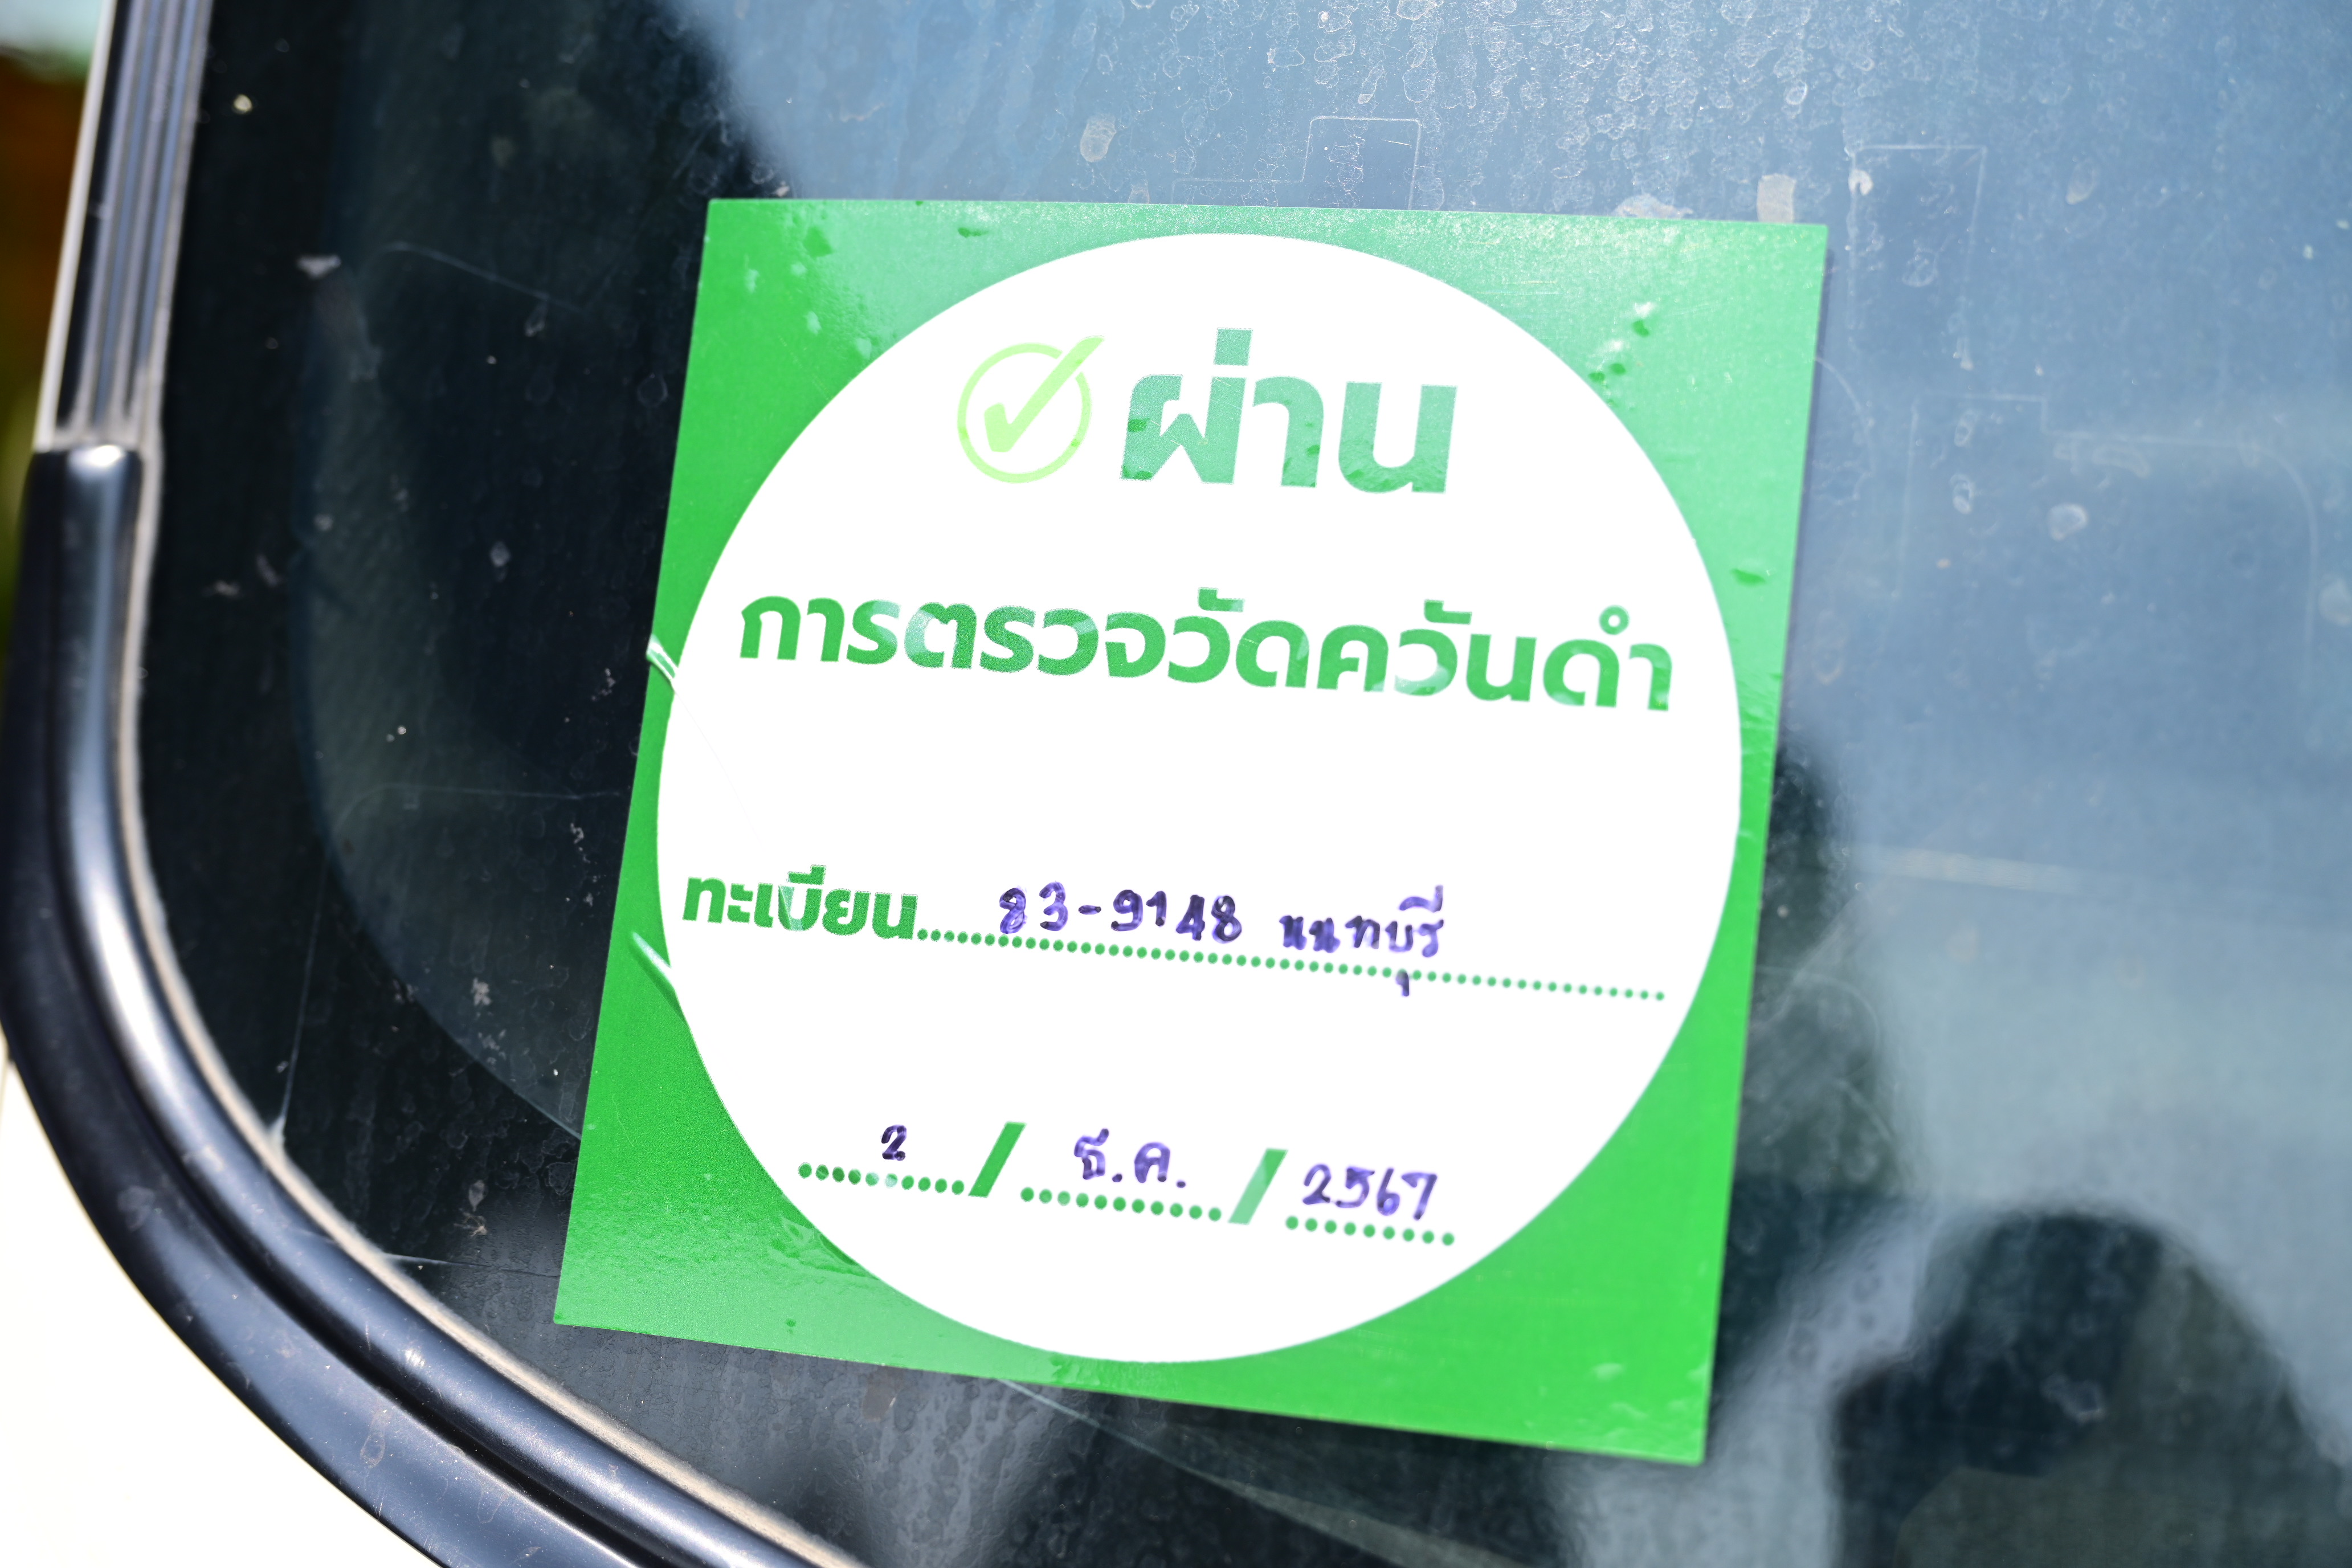 ผ่าน
การตรวจวัดควันดำ
ทะเบียน.... 83-9148 นนทบุรี
2 / ธ.ค. / 2567